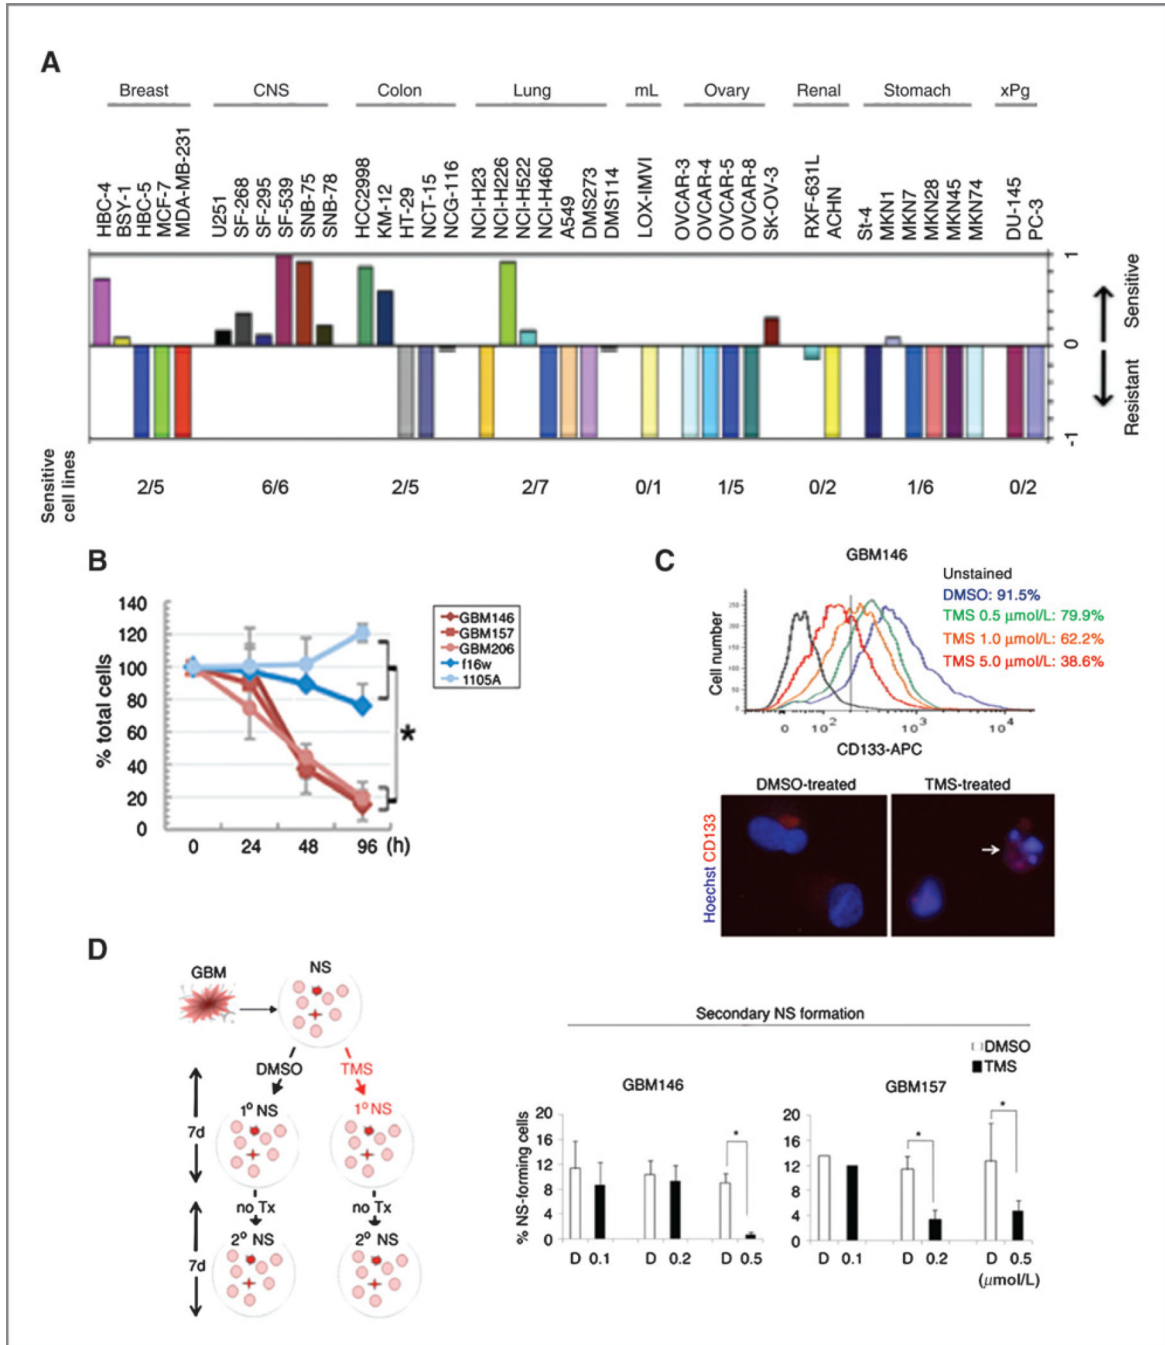 A
Breast CNS Colon Lung mL Ovary Renal Stomach xPg
HBC-4
BSY-1
HBC-5
MCF-7
MDA-MB-231
U251
SF-268
SF-295
SF-539
SNB-75
SNB-78
HCC2998
KM-12
HT-29
NCT-15
NCG-116
NCI-H23
NCI-H226
NCI-H522
NCI-H460
A549
DMS273
DMS114
LOX-IMVI
OVCAR-3
OVCAR-4
OVCAR-5
OVCAR-8
SK-OV-3
RXF-631L
ACHN
St-4
MKN1
MKN7
MKN28
MKN45
MKN74
DU-145
PC-3
1
0
-1
Sensitive
Resistant
Sensitive
cell lines
2/5 6/6 2/5 2/7 0/1 1/5 0/2 1/6 0/2
B
% total cells
140
120
100
80
60
40
20
0
0 24 48 96 (h)
GBM146
GBM157
GBM206
f16w
1105A
*
C
GBM146
Unstained
DMSO: 91.5%
TMS 0.5 μmol/L: 79.9%
TMS 1.0 μmol/L: 62.2%
TMS 5.0 μmol/L: 38.6%
Cell number
250
200
150
100
50
0
0 10² 10³ 10⁴
CD133-APC
DMSO-treated TMS-treated
Hoechst CD133
D
GBM NS
DMSO TMS
1° NS 1° NS
7d
no Tx no Tx
2° NS 2° NS
7d
Secondary NS formation
DMSO
TMS
GBM146 GBM157
% NS-forming cells
20
16
12
8
4
0
*
D 0.1 D 0.2 D 0.5
20
16
12
8
4
0
* *
D 0.1 D 0.2 D 0.5
(μmol/L)